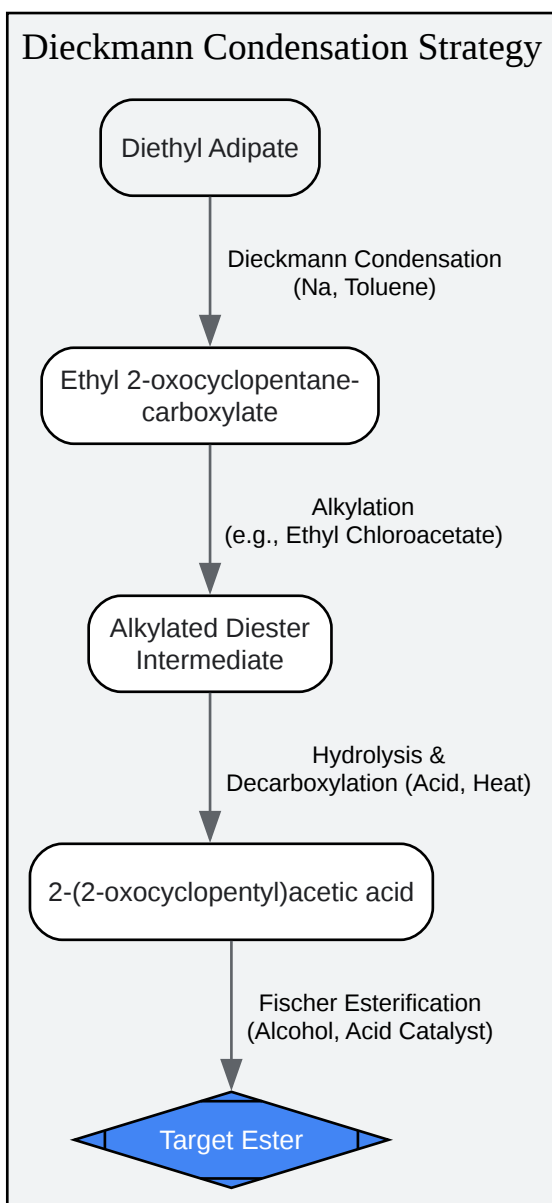 Dieckmann Condensation Strategy
Diethyl Adipate
Dieckmann Condensation
(Na, Toluene)
Ethyl 2-oxocyclopentane-
carboxylate
Alkylation
(e.g., Ethyl Chloroacetate)
Alkylated Diester
Intermediate
Hydrolysis &
Decarboxylation (Acid, Heat)
2-(2-oxocyclopentyl)acetic acid
Fischer Esterification
(Alcohol, Acid Catalyst)
Target Ester